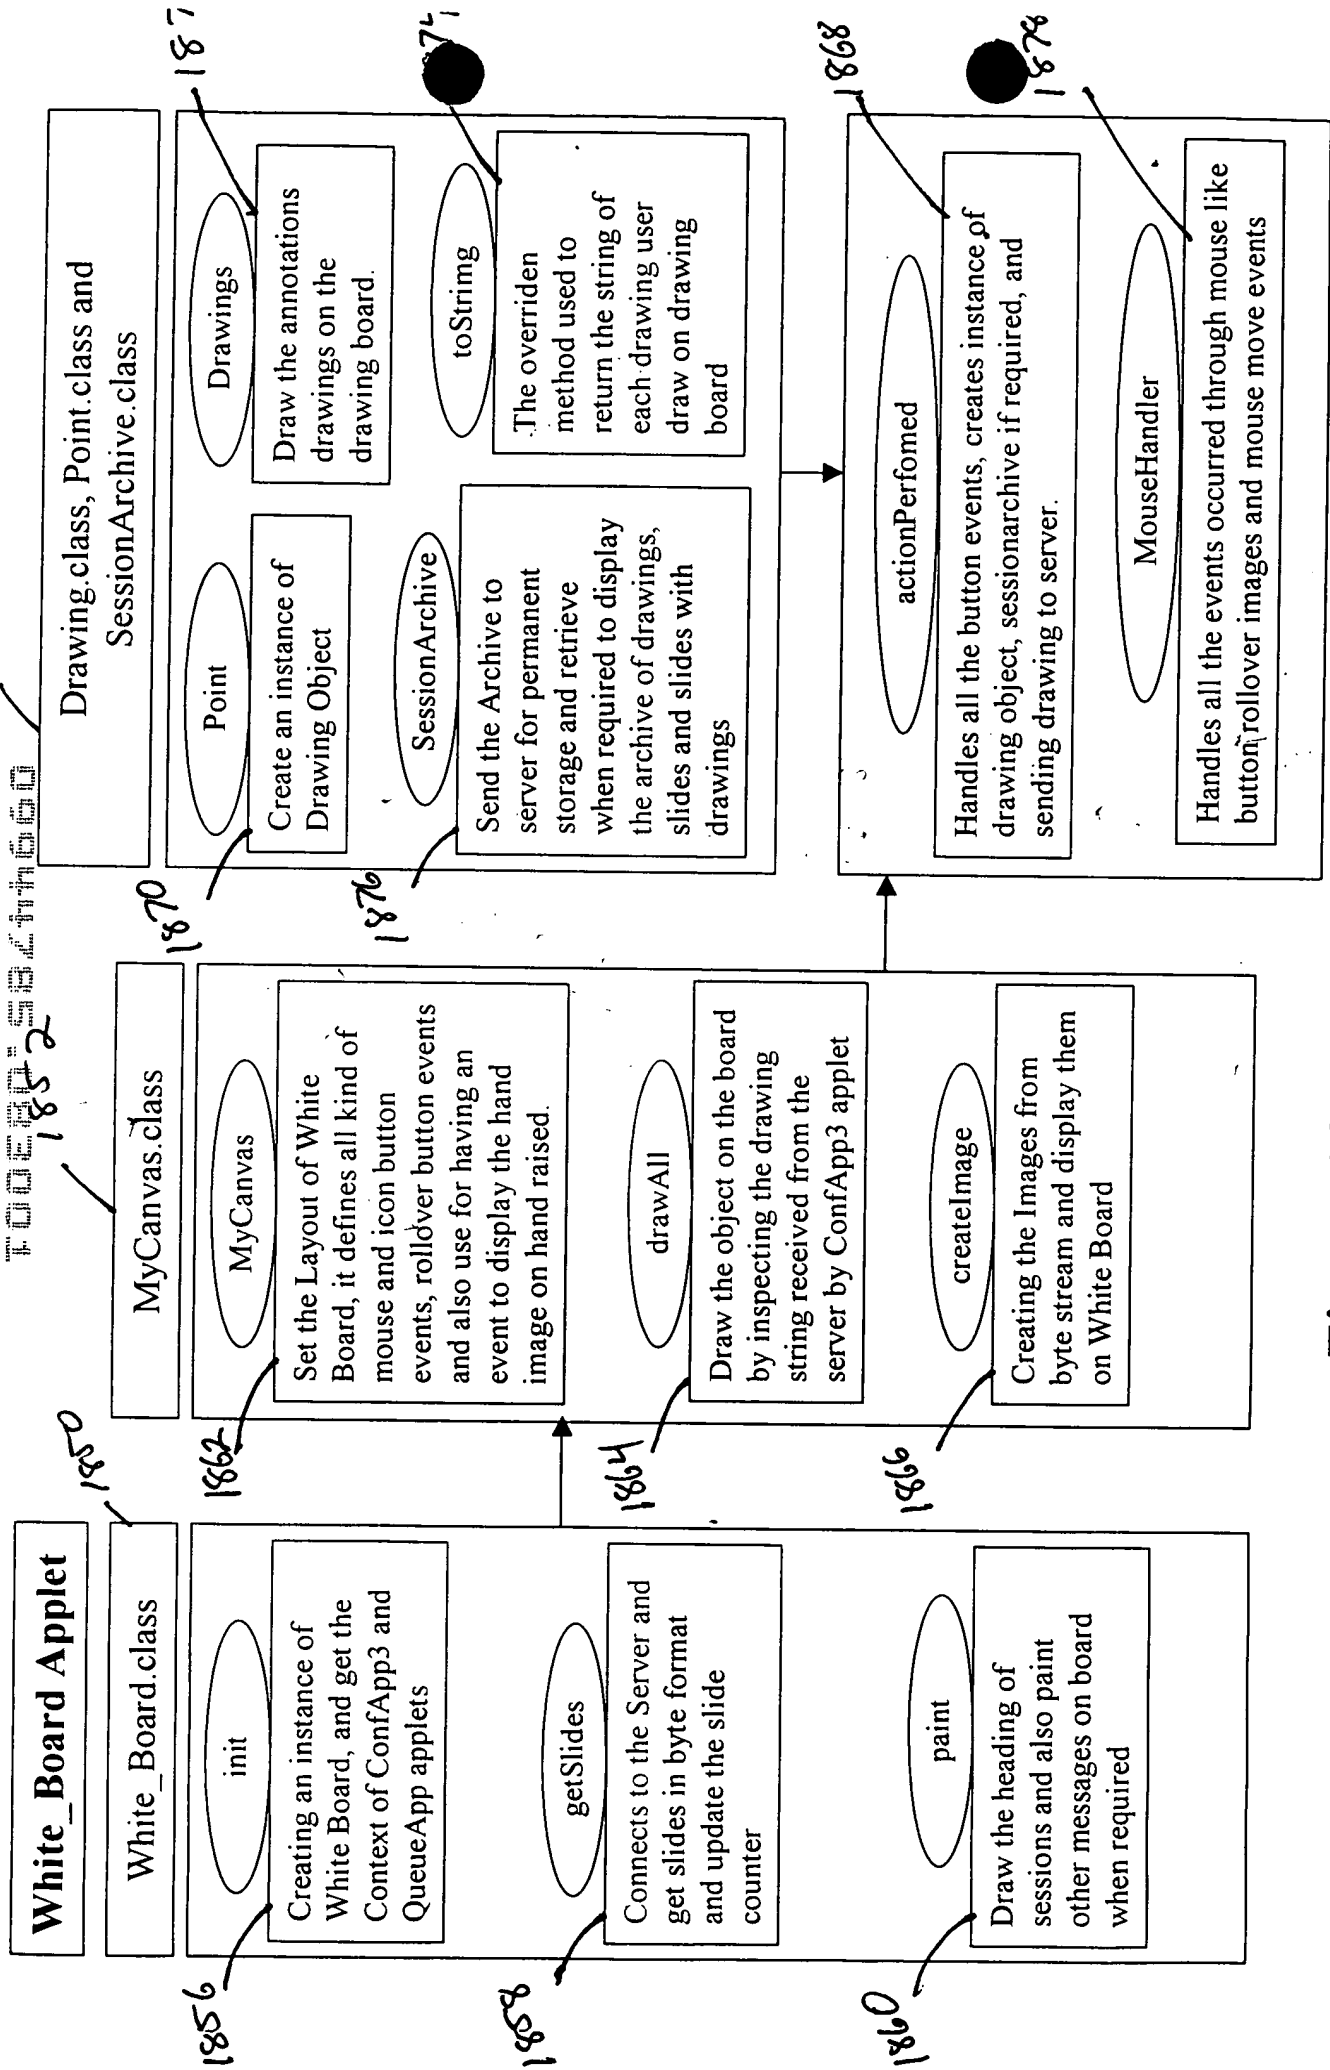 White_Board Applet
White_Board.class
1850
init
1856
Creating an instance of
White Board, and get the
Context of ConfApp3 and
QueueApp applets
getSlides
1858
Connects to the Server and
get slides in byte format
and update the slide
counter
paint
1860
Draw the heading of
sessions and also paint
other messages on board
when required
1852
MyCanvas.class
MyCanvas
1862
Set the Layout of White
Board, it defines all kind of
mouse and icon button
events, rollover button events
and also use for having an
event to display the hand
image on hand raised.
drawAll
1864
Draw the object on the board
by inspecting the drawing
string received from the
server by ConfApp3 applet
createImage
1866
Creating the Images from
byte stream and display them
on White Board
Drawing.class, Point.class and
SessionArchive.class
Point
1870
Create an instance of
Drawing Object
Drawings
187
Draw the annotations
drawings on the
drawing board.
SessionArchive
1876
Send the Archive to
server for permanant
storage and retrieve
when required to display
the archive of drawings,
slides and slides with
drawings
toString
The overriden
method used to
return the string of
each drawing user
draw on drawing
board
actionPerfomed
1868
Handles all the button events, creates instance of
drawing object, sessionarchive if required, and
sending drawing to server.
MouseHandler
1878
Handles all the events occurred through mouse like
button rollover images and mouse move events